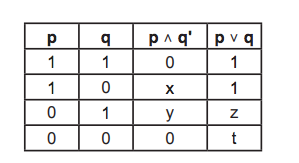 p q p ∧ q' p ∨ q
1 1 0 1
1 0 x 1
0 1 y z
0 0 0 t